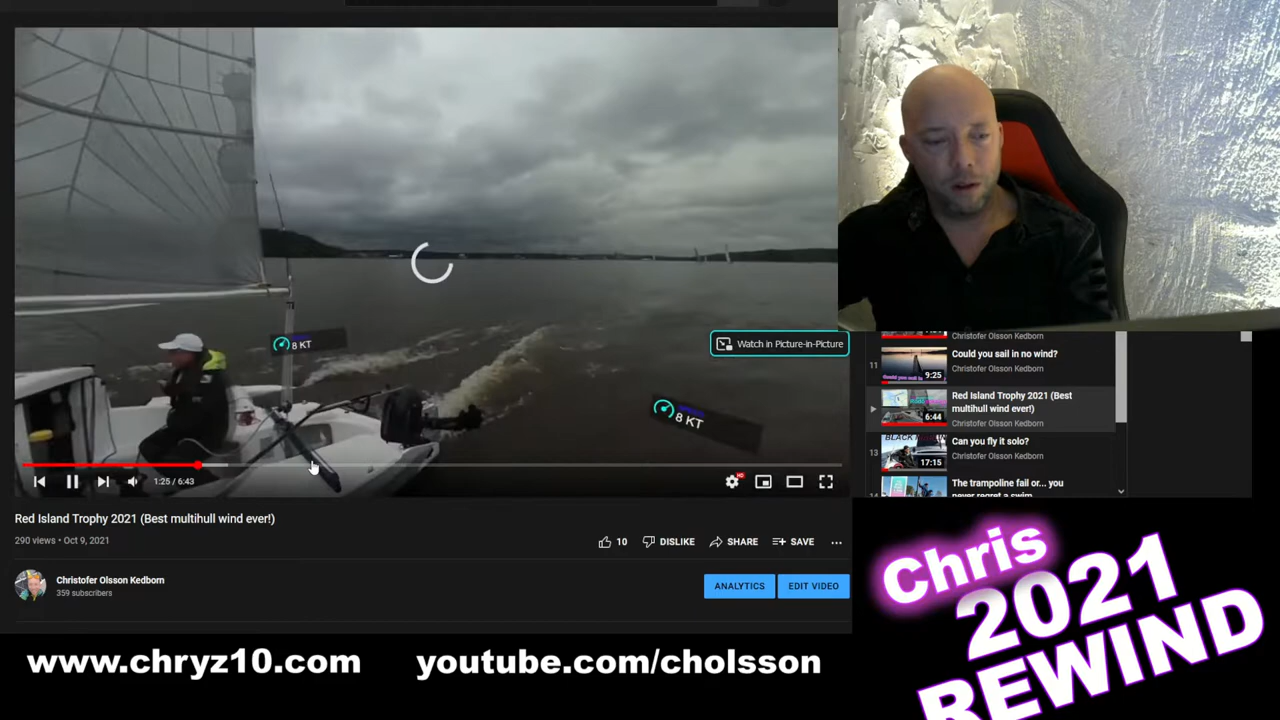 8 KT
8 KT
Watch in Picture-in-Picture
1:25 / 6:43
Red Island Trophy 2021 (Best multihull wind ever!)
290 views • Oct 9, 2021
10
DISLIKE
SHARE
SAVE
Christofer Olsson Kedborn
359 subscribers
ANALYTICS
EDIT VIDEO
Christofer Olsson Kedborn
11
9:25
Could you sail in no wind?
Christofer Olsson Kedborn
6:44
Red Island Trophy 2021 (Best
multihull wind ever!)
Christofer Olsson Kedborn
13
17:15
Can you fly it solo?
Christofer Olsson Kedborn
The trampoline fail or... you
never regret a swim
Chris
2021
REWIND
www.chryz10.com
youtube.com/cholsson